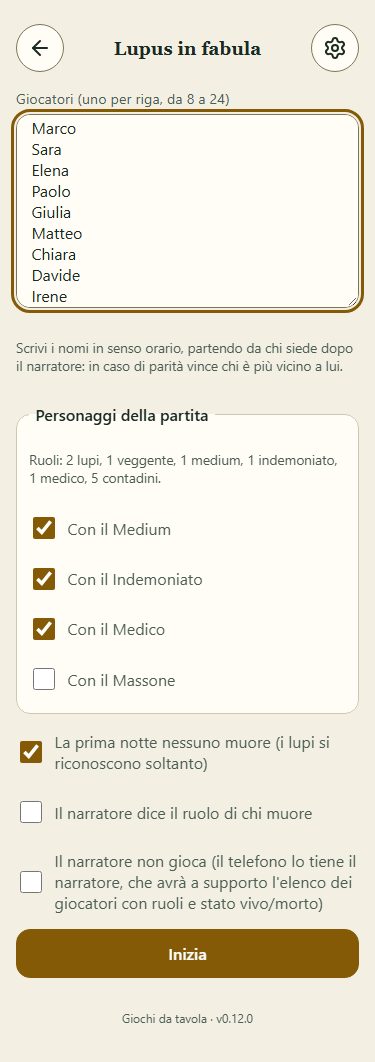 Lupus in fabula
Giocatori (uno per riga, da 8 a 24)
Marco
Sara
Elena
Paolo
Giulia
Matteo
Chiara
Davide
Irene
Scrivi i nomi in senso orario, partendo da chi siede dopo
il narratore: in caso di parità vince chi è più vicino a lui.
Personaggi della partita
Ruoli: 2 lupi, 1 veggente, 1 medium, 1 indemoniato,
1 medico, 5 contadini.
Con il Medium
Con il Indemoniato
Con il Medico
Con il Massone
La prima notte nessuno muore (i lupi si
riconoscono soltanto)
Il narratore dice il ruolo di chi muore
Il narratore non gioca (il telefono lo tiene il
narratore, che avrà a supporto l'elenco dei
giocatori con ruoli e stato vivo/morto)
Inizia
Giochi da tavola · v0.12.0